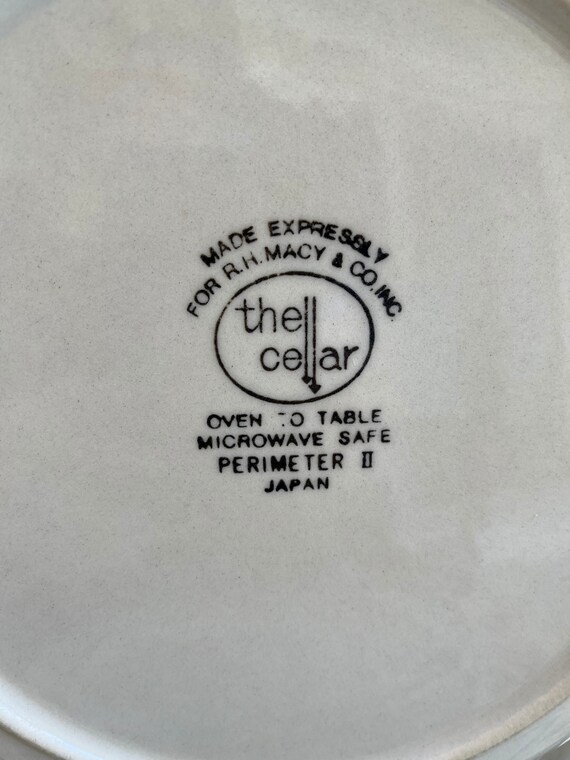 MADE EXPRESSLY
FOR R.H. MACY & CO. INC.
the
cellar
OVEN TO TABLE
MICROWAVE SAFE
PERIMETER II
JAPAN